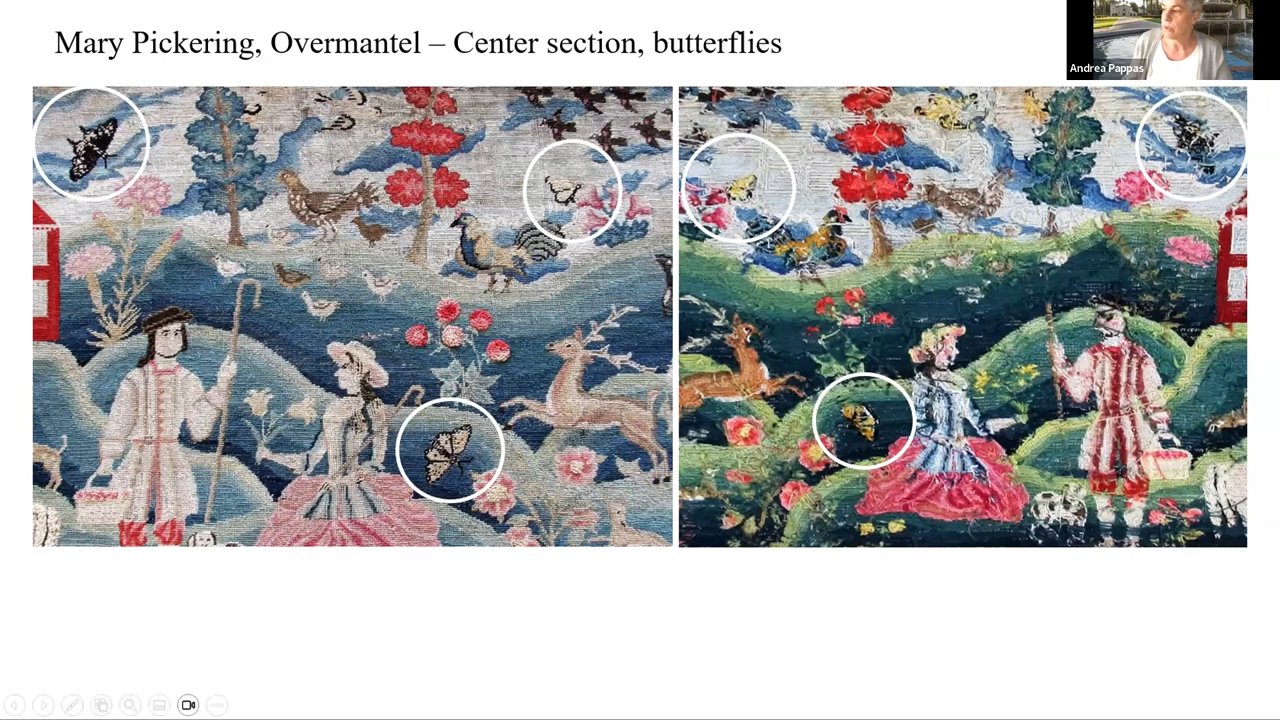 Mary Pickering, Overmantel – Center section, butterflies
Andrea Pappas